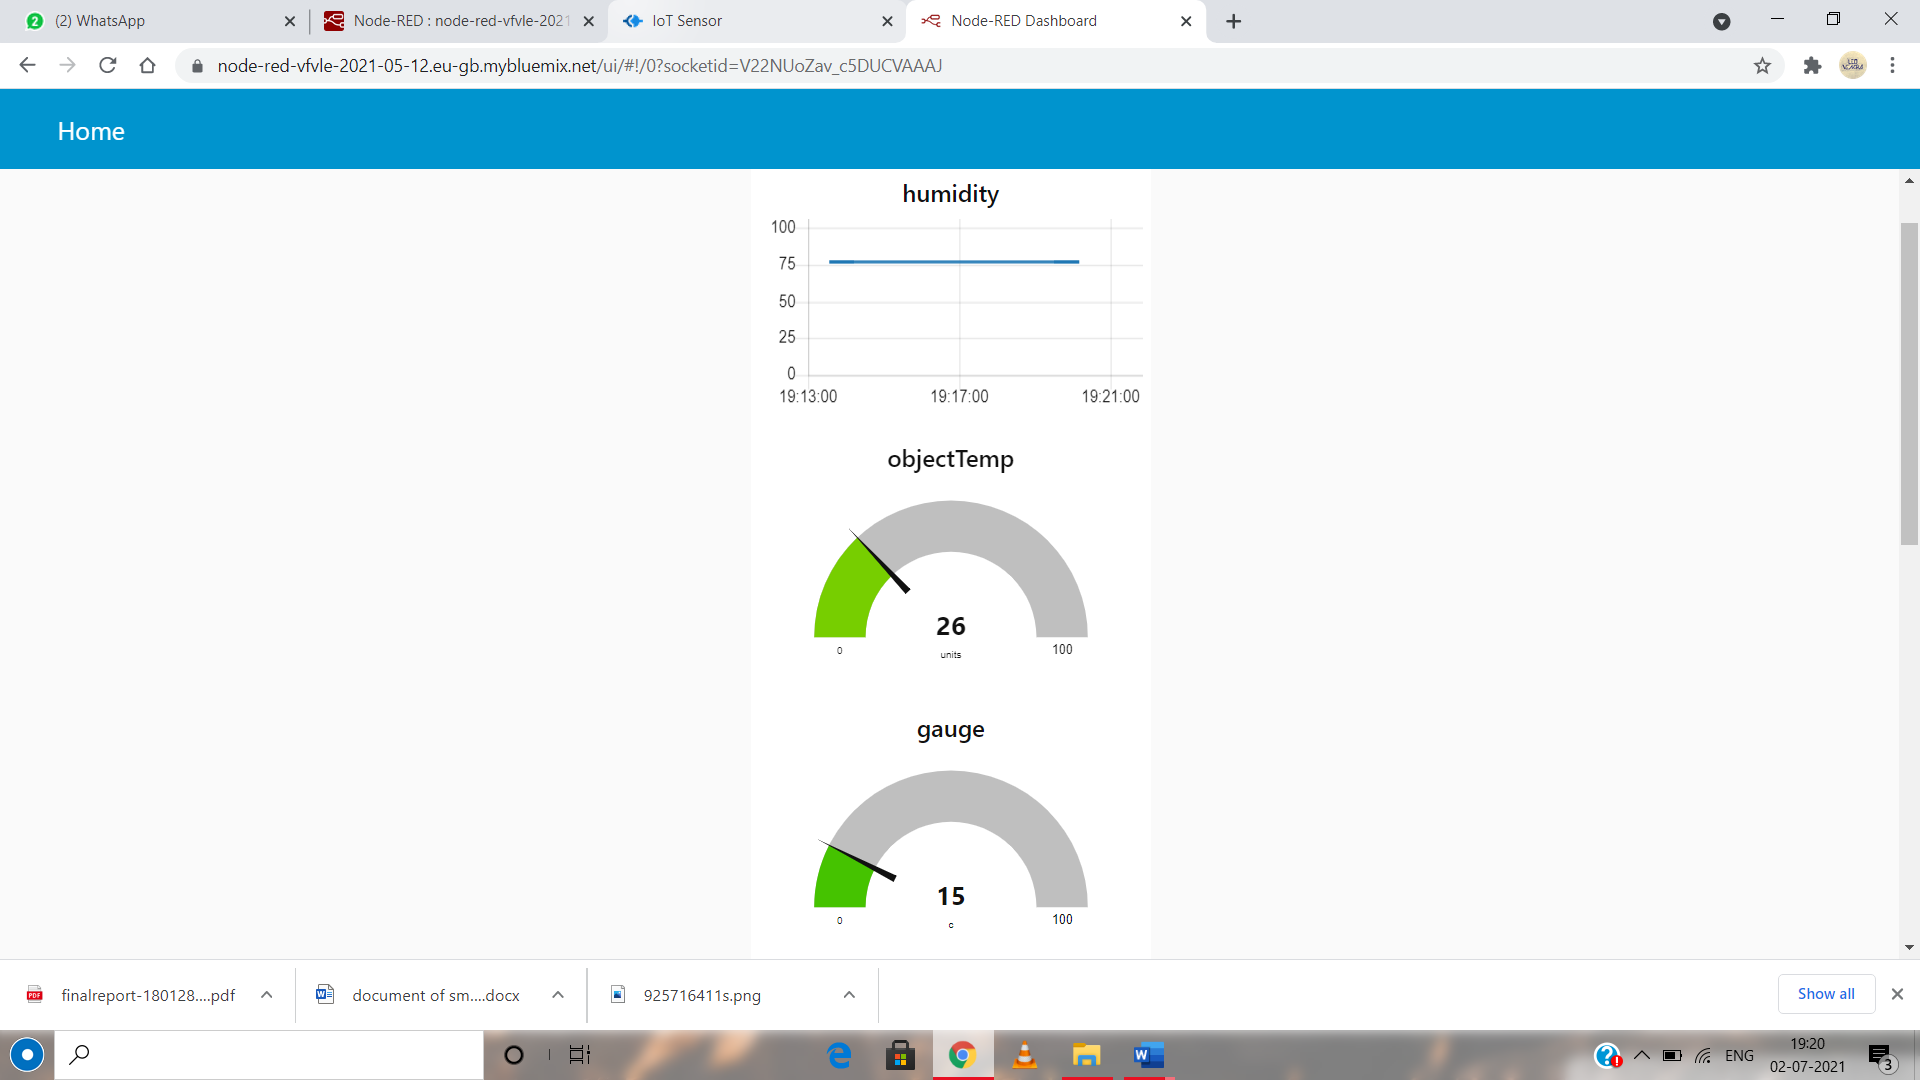 2 (2) WhatsApp
Node-RED : node-red-vfvle-2021
IoT Sensor
Node-RED Dashboard
node-red-vfvle-2021-05-12.eu-gb.mybluemix.net/ui/#!/0?socketid=V22NUoZav_c5DUCVAAAJ
Home
humidity
100
75
50
25
0
19:13:00 19:17:00 19:21:00
objectTemp
26
0 units 100
gauge
15
0 c 100
PDF finalreport-180128....pdf
document of sm....docx
925716411s.png
Show all
W
ENG
19:20
02-07-2021
3